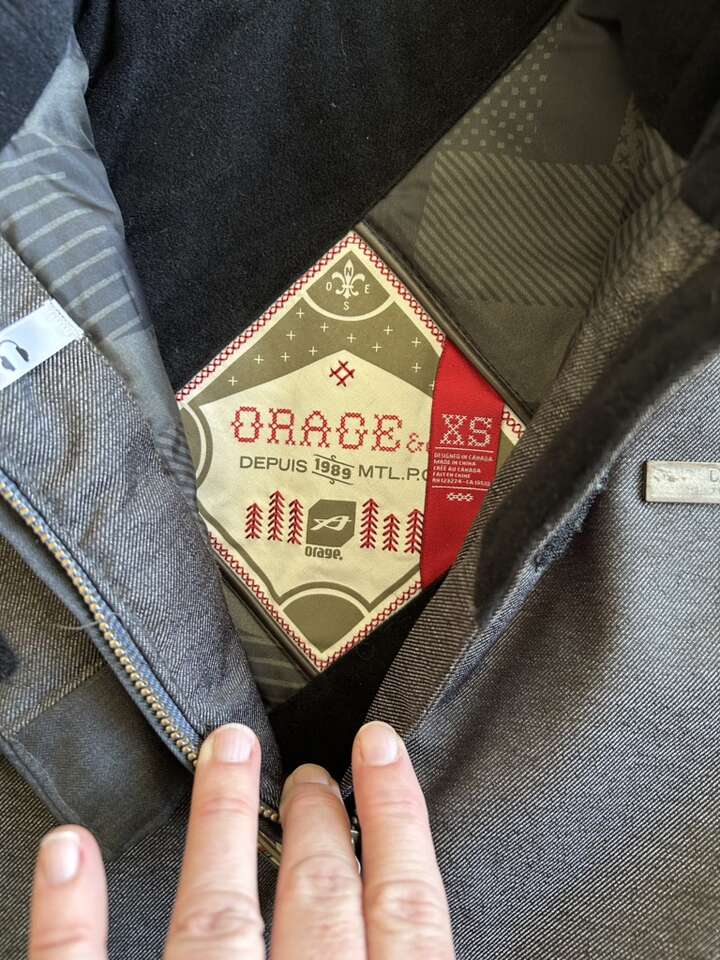 N
O E
S
ORAGE &
DEPUIS 1989 MTL.P.Q
Orage.
XS
DESIGNED IN CANADA
MADE IN CHINA
CRÉÉ AU CANADA
FAIT EN CHINE